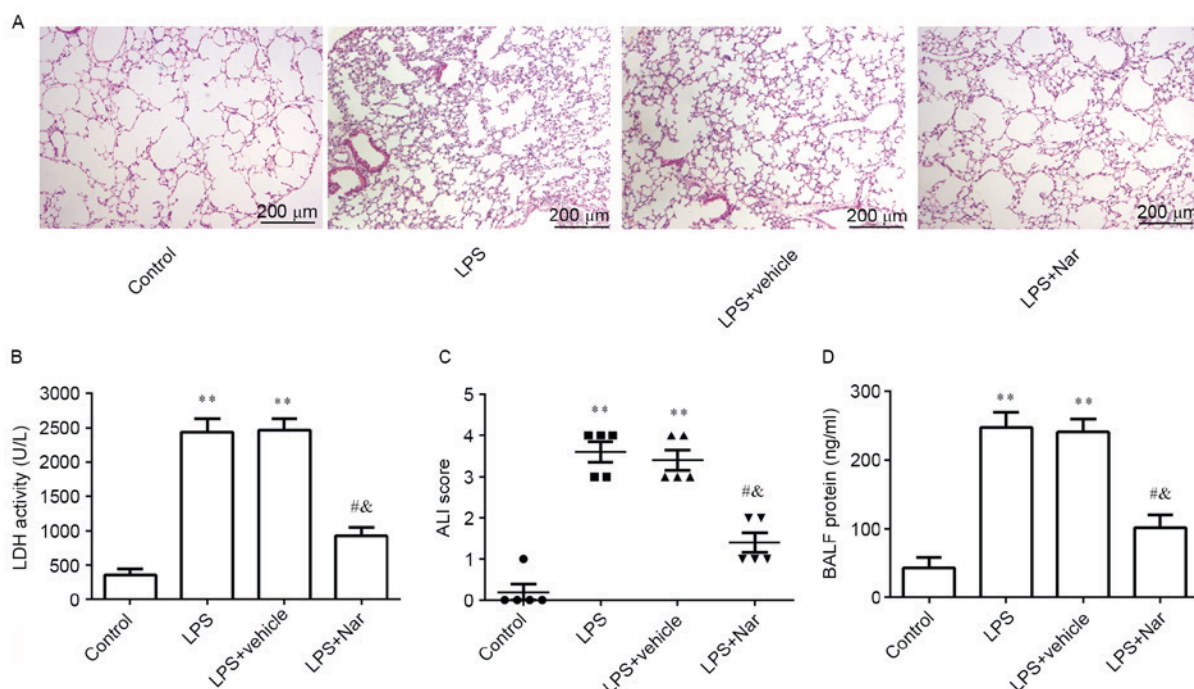 A
200 μm
200 μm
200 μm
200 μm
Control
LPS
LPS+vehicle
LPS+Nar
B
LDH activity (U/L)
3000
2500
2000
1500
1000
500
0
**
**
#&
Control
LPS
LPS+vehicle
LPS+Nar
C
ALI score
5
4
3
2
1
0
**
**
#&
Control
LPS
LPS+vehicle
LPS+Nar
D
BALF protein (ng/ml)
300
200
100
0
**
**
#&
Control
LPS
LPS+vehicle
LPS+Nar